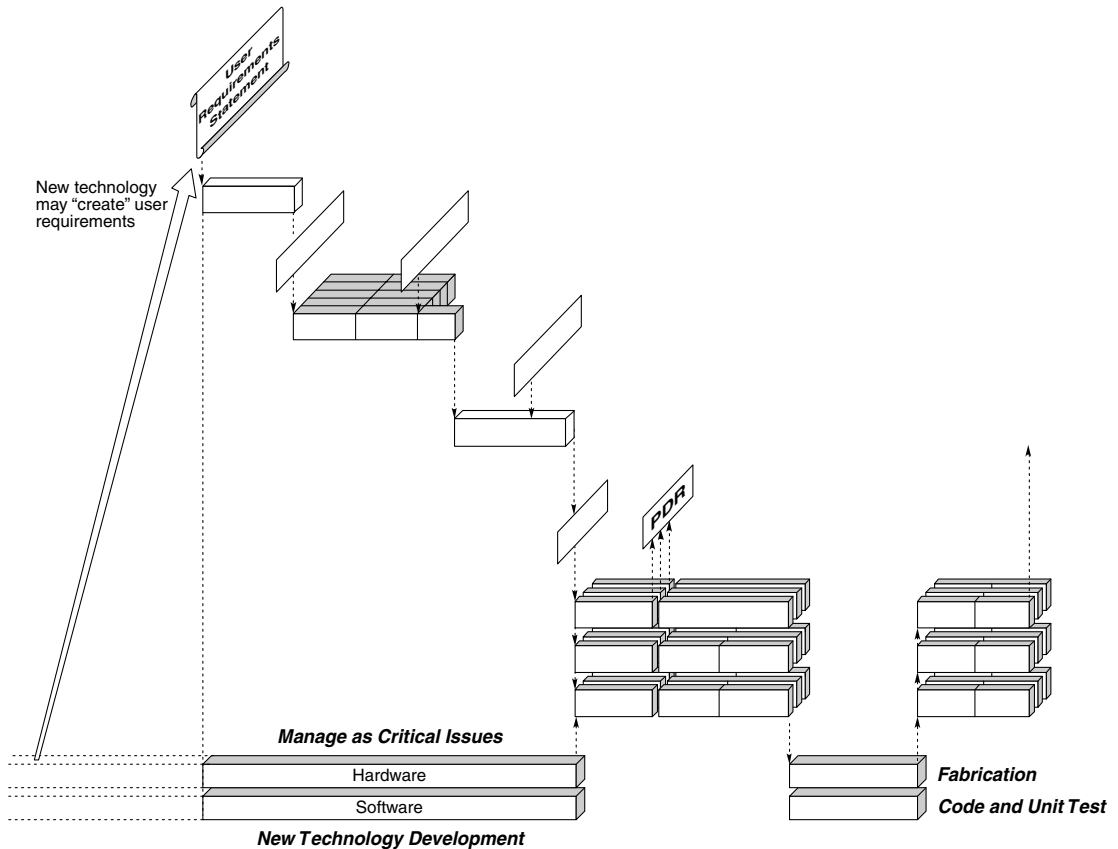 User
Requirements
Statement
New technology
may “create” user
requirements
PDR
Manage as Critical Issues
Hardware
Fabrication
Software
Code and Unit Test
New Technology Development